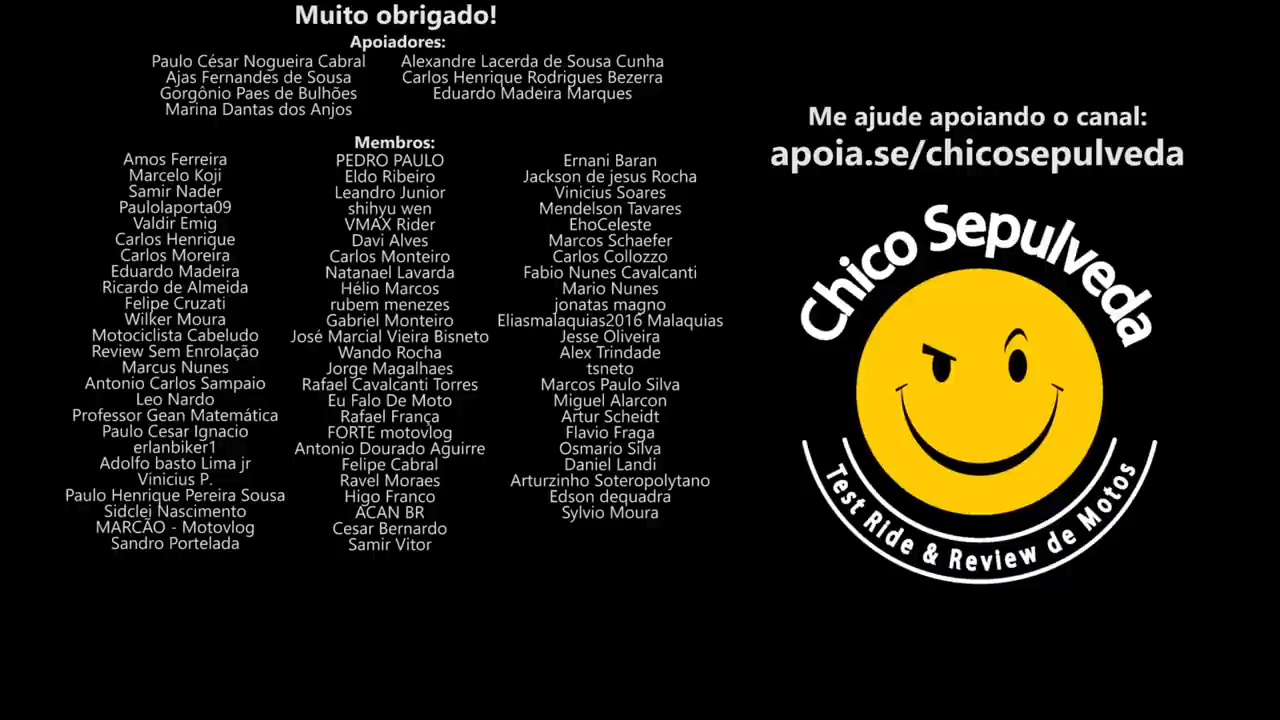 Muito obrigado!
Apoiadores:
Paulo César Nogueira Cabral
Ajas Fernandes de Sousa
Gorgônio Paes de Bulhões
Marina Dantas dos Anjos
Alexandre Lacerda de Sousa Cunha
Carlos Henrique Rodrigues Bezerra
Eduardo Madeira Marques
Membros:
Amos Ferreira
Marcelo Koji
Samir Nader
Paulolaporta09
Valdir Emig
Carlos Henrique
Carlos Moreira
Eduardo Madeira
Ricardo de Almeida
Felipe Cruzati
Wilker Moura
Motociclista Cabeludo
Review Sem Enrolação
Marcus Nunes
Antonio Carlos Sampaio
Leo Nardo
Professor Gean Matemática
Paulo Cesar Ignacio
erlanbiker1
Adolfo basto Lima jr
Vinicius P.
Paulo Henrique Pereira Sousa
Sidclei Nascimento
MARCÃO - Motovlog
Sandro Portelada
PEDRO PAULO
Eldo Ribeiro
Leandro Junior
shihyu wen
VMAX Rider
Davi Alves
Carlos Monteiro
Natanael Lavarda
Hélio Marcos
rubem menezes
Gabriel Monteiro
José Marcial Vieira Bisneto
Wando Rocha
Jorge Magalhaes
Rafael Cavalcanti Torres
Eu Falo De Moto
Rafael França
FORTE motovlog
Antonio Dourado Aguirre
Felipe Cabral
Ravel Moraes
Higo Franco
ACAN BR
Cesar Bernardo
Samir Vitor
Ernani Baran
Jackson de jesus Rocha
Vinicius Soares
Mendelson Tavares
EhoCeleste
Marcos Schaefer
Carlos Collozzo
Fabio Nunes Cavalcanti
Mario Nunes
jonatas magno
Eliasmalaquias2016 Malaquias
Jesse Oliveira
Alex Trindade
tsneto
Marcos Paulo Silva
Miguel Alarcon
Artur Scheidt
Flavio Fraga
Osmario Silva
Daniel Landi
Arturzinho Soteropolytano
Edson dequadra
Sylvio Moura
Me ajude apoiando o canal:
apoia.se/chicosepulveda
Chico Sepulveda
Test Ride & Review de Motos